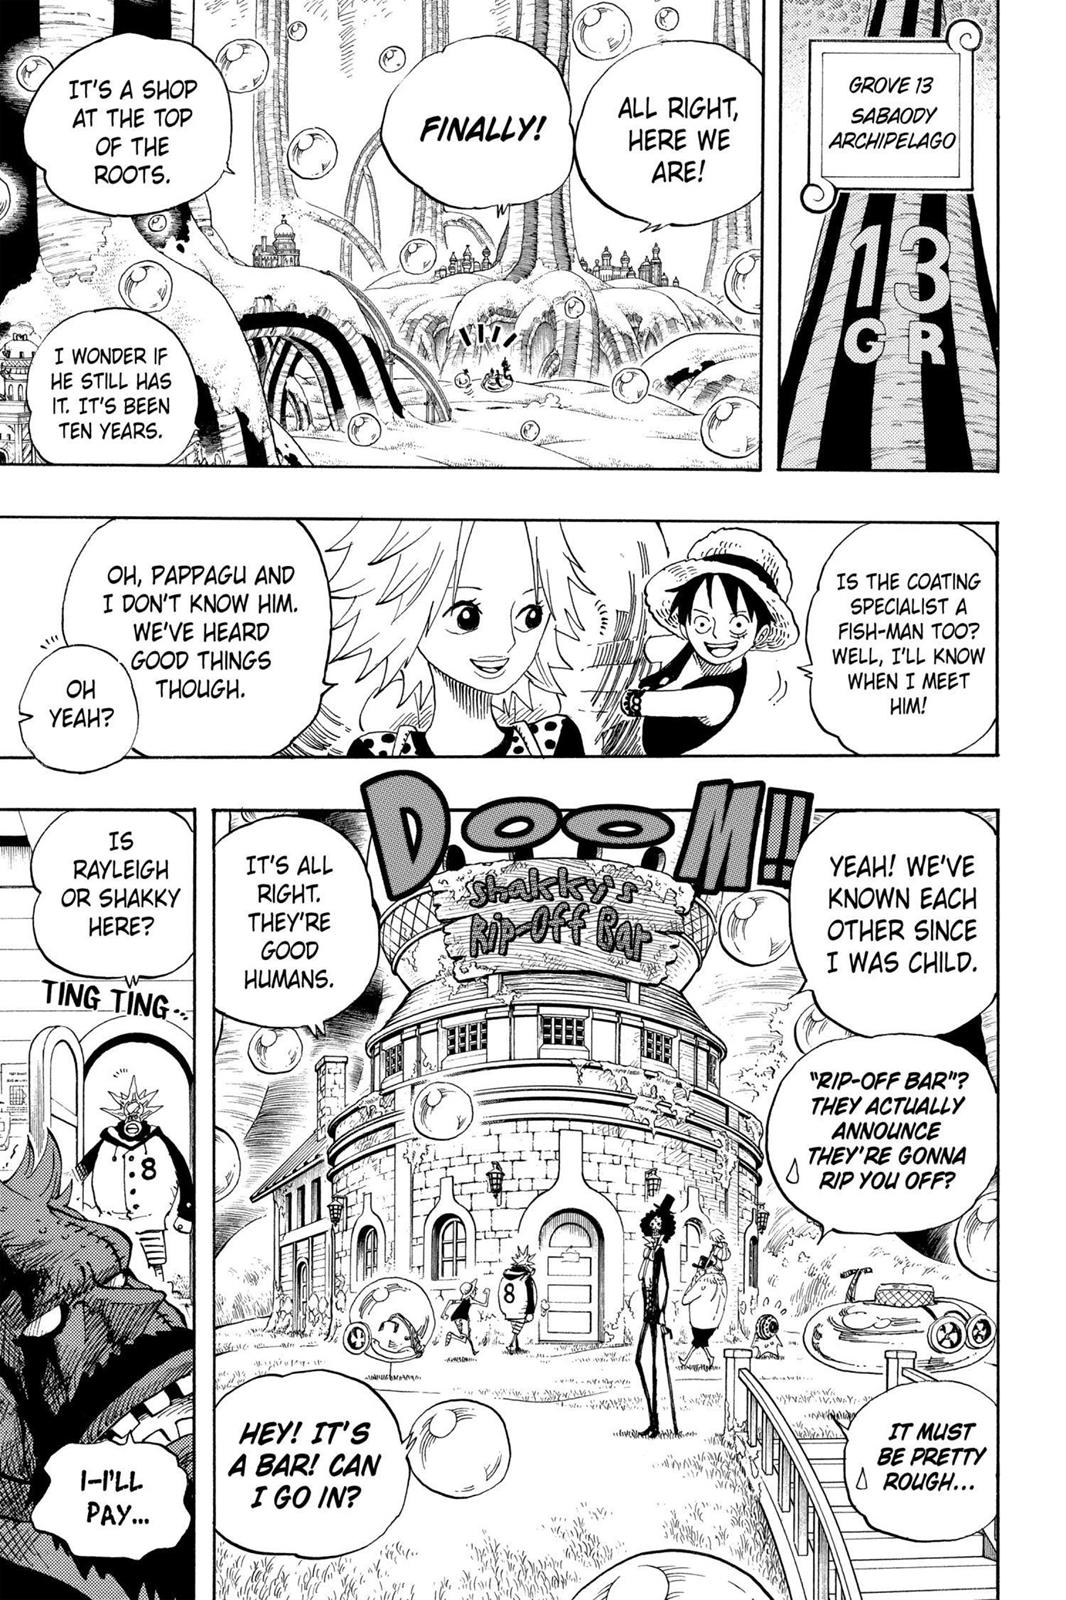 GROVE 13
SABAODY
ARCHIPELAGO
13
GR
ALL RIGHT,
HERE WE
ARE!
FINALLY!
IT'S A SHOP
AT THE TOP
OF THE
ROOTS.
I WONDER IF
HE STILL HAS
IT. IT'S BEEN
TEN YEARS.
IS THE COATING
SPECIALIST A
FISH-MAN TOO?
WELL, I'LL KNOW
WHEN I MEET
HIM!
OH, PAPPAGU AND
I DON'T KNOW HIM.
WE'VE HEARD
GOOD THINGS
THOUGH.
OH
YEAH?
DOOM!!
YEAH! WE'VE
KNOWN EACH
OTHER SINCE
I WAS CHILD.
Shakky's
Rip-Off Bar
IT'S ALL
RIGHT.
THEY'RE
GOOD
HUMANS.
"RIP-OFF BAR"?
THEY ACTUALLY
ANNOUNCE
THEY'RE GONNA
RIP YOU OFF?
8
IT MUST
BE PRETTY
ROUGH...
HEY! IT'S
A BAR! CAN
I GO IN?
IS
RAYLEIGH
OR SHAKKY
HERE?
TING TING...
8
I-I'LL
PAY...